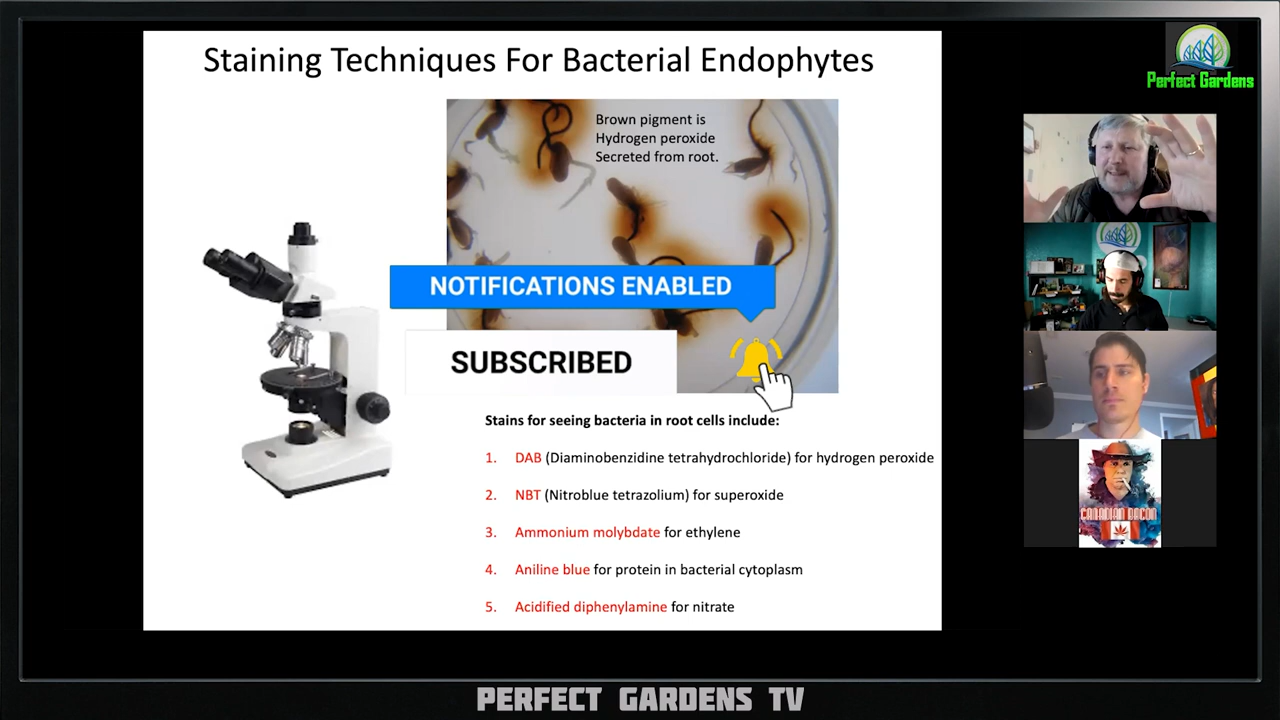 Staining Techniques For Bacterial Endophytes
Brown pigment is
Hydrogen peroxide
Secreted from root.
NOTIFICATIONS ENABLED
SUBSCRIBED
Stains for seeing bacteria in root cells include:
1. DAB (Diaminobenzidine tetrahydrochloride) for hydrogen peroxide
2. NBT (Nitroblue tetrazolium) for superoxide
3. Ammonium molybdate for ethylene
4. Aniline blue for protein in bacterial cytoplasm
5. Acidified diphenylamine for nitrate
Perfect Gardens
CANADIAN BACON
PERFECT GARDENS TV